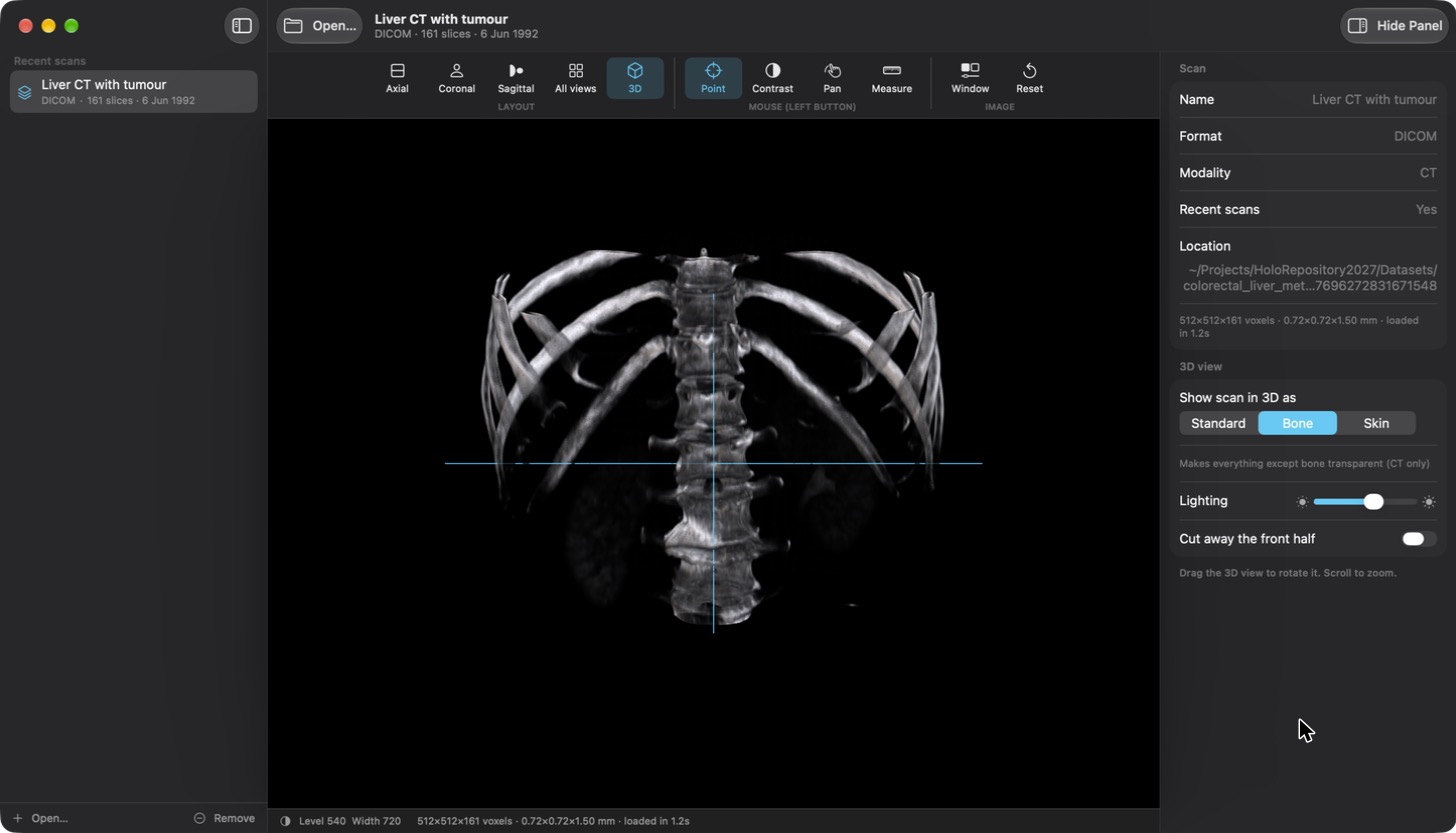 Open...
Liver CT with tumour
DICOM · 161 slices · 6 Jun 1992
Hide Panel
Recent scans
Liver CT with tumour
DICOM · 161 slices · 6 Jun 1992
Axial
Coronal
Sagittal
All views
3D
LAYOUT
Point
Contrast
Pan
Measure
MOUSE (LEFT BUTTON)
Window
Reset
IMAGE
Scan
Name Liver CT with tumour
Format DICOM
Modality CT
Recent scans Yes
Location
~/Projects/HoloRepository2027/Datasets/
colorectal_liver_met...7696272831671548
512×512×161 voxels · 0.72×0.72×1.50 mm · loaded
in 1.2s
3D view
Show scan in 3D as
Standard Bone Skin
Makes everything except bone transparent (CT only)
Lighting
Cut away the front half
Drag the 3D view to rotate it. Scroll to zoom.
+ Open...
Remove
Level 540 Width 720 512×512×161 voxels · 0.72×0.72×1.50 mm · loaded in 1.2s